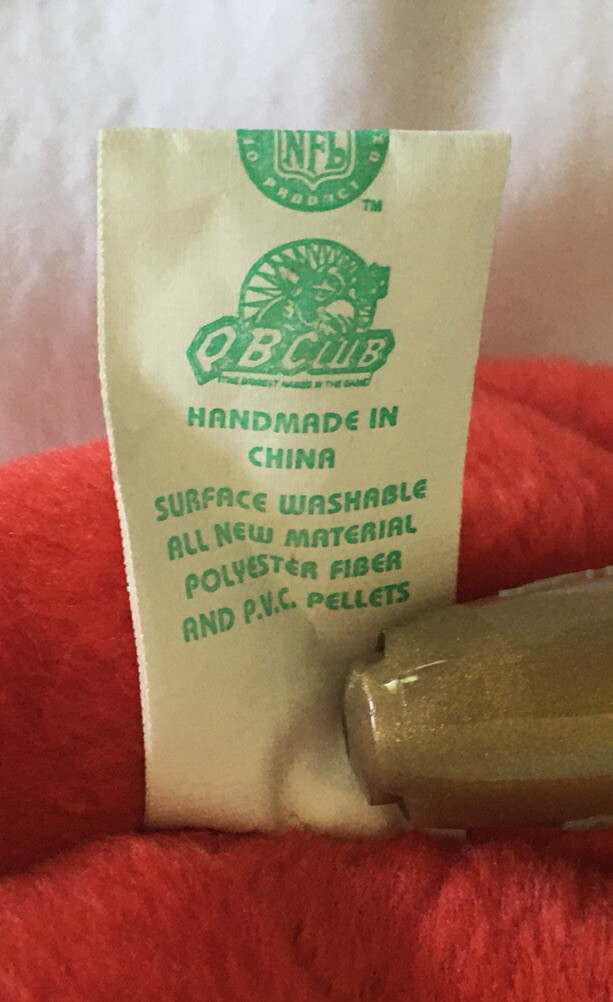 NFL
PRODUCT
TM
QB CLUB
THE BIGGEST NAMES IN THE GAME
HANDMADE IN
CHINA
SURFACE WASHABLE
ALL NEW MATERIAL
POLYESTER FIBER
AND P.V.C. PELLETS